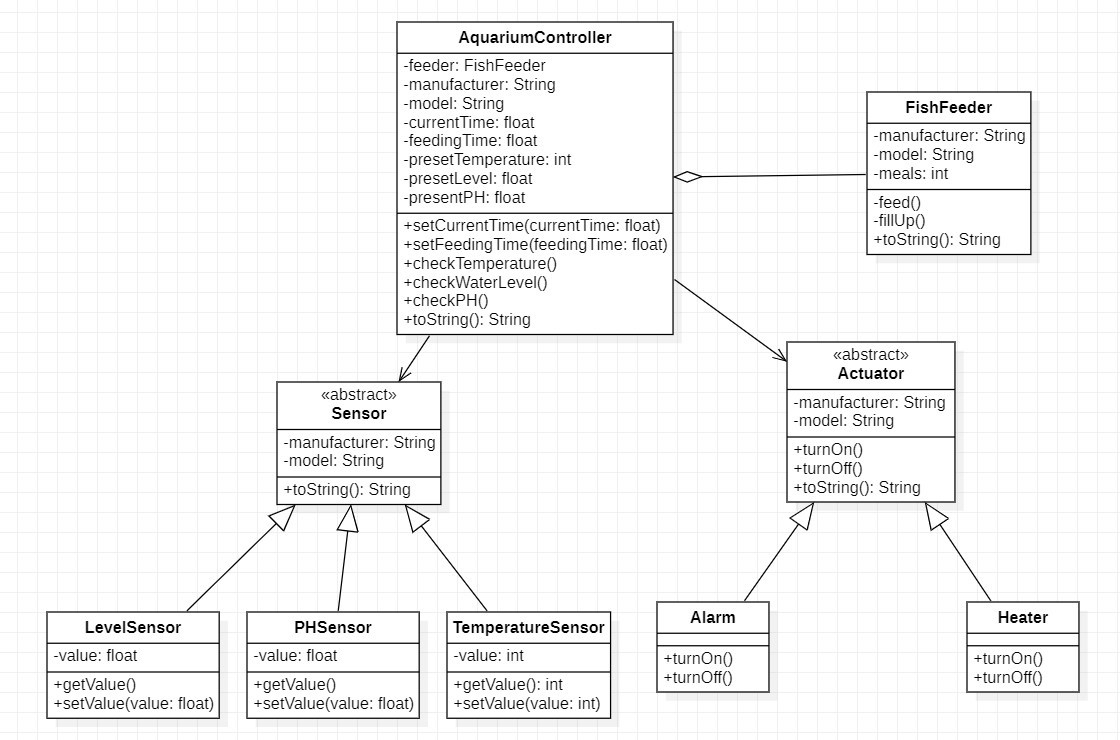 AquariumController
-feeder: FishFeeder
-manufacturer: String
-model: String
-currentTime: float
-feedingTime: float
-presetTemperature: int
-presetLevel: float
-presentPH: float
+setCurrentTime(currentTime: float)
+setFeedingTime(feedingTime: float)
+checkTemperature()
+checkWaterLevel()
+checkPH()
+toString(): String
FishFeeder
-manufacturer: String
-model: String
-meals: int
-feed()
-fillUp()
+toString(): String
«abstract»
Sensor
-manufacturer: String
-model: String
+toString(): String
«abstract»
Actuator
-manufacturer: String
-model: String
+turnOn()
+turnOff()
+toString(): String
LevelSensor
-value: float
+getValue()
+setValue(value: float)
PHSensor
-value: float
+getValue()
+setValue(value: float)
TemperatureSensor
-value: int
+getValue(): int
+setValue(value: int)
Alarm
+turnOn()
+turnOff()
Heater
+turnOn()
+turnOff()